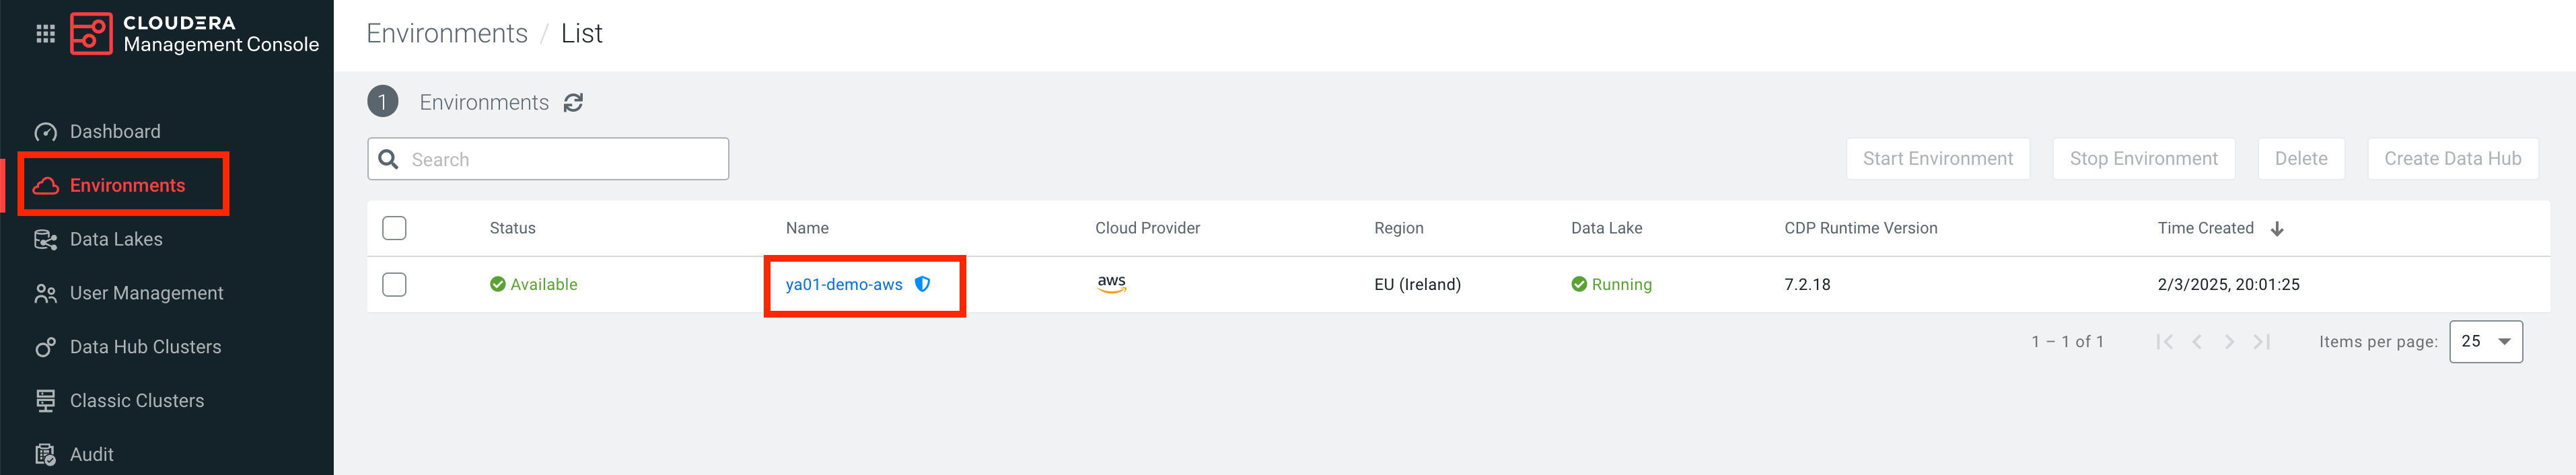 CLOUDERA
Management Console
Dashboard
Environments
Data Lakes
User Management
Data Hub Clusters
Classic Clusters
Audit
Environments / List
1 Environments
Search
Start Environment Stop Environment Delete Create Data Hub
Status Name Cloud Provider Region Data Lake CDP Runtime Version Time Created
Available ya01-demo-aws aws EU (Ireland) Running 7.2.18 2/3/2025, 20:01:25
1 – 1 of 1 Items per page: 25